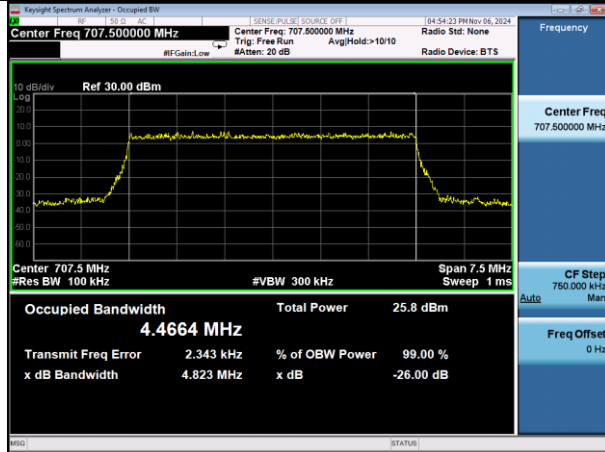 Keysight Spectrum Analyzer - Occupied BW
RF 50 Ω AC SENSE:PULSE SOURCE OFF 04:54:23 PM Nov 06, 2024
Center Freq 707.500000 MHz
Center Freq: 707.500000 MHz Radio Std: None
Trig: Free Run Avg|Hold:>10/10
#IFGain:Low #Atten: 20 dB Radio Device: BTS
10 dB/div Ref 30.00 dBm
Log
20.0
10.0
0.00
-10.0
-20.0
-30.0
-40.0
-50.0
-60.0
Center 707.5 MHz Span 7.5 MHz
#Res BW 100 kHz #VBW 300 kHz Sweep 1 ms
Occupied Bandwidth Total Power 25.8 dBm
4.4664 MHz
Transmit Freq Error 2.343 kHz % of OBW Power 99.00 %
x dB Bandwidth 4.823 MHz x dB -26.00 dB
MSG STATUS
Frequency
Center Freq
707.500000 MHz
CF Step
750.000 kHz
Auto Man
Freq Offset
0 Hz